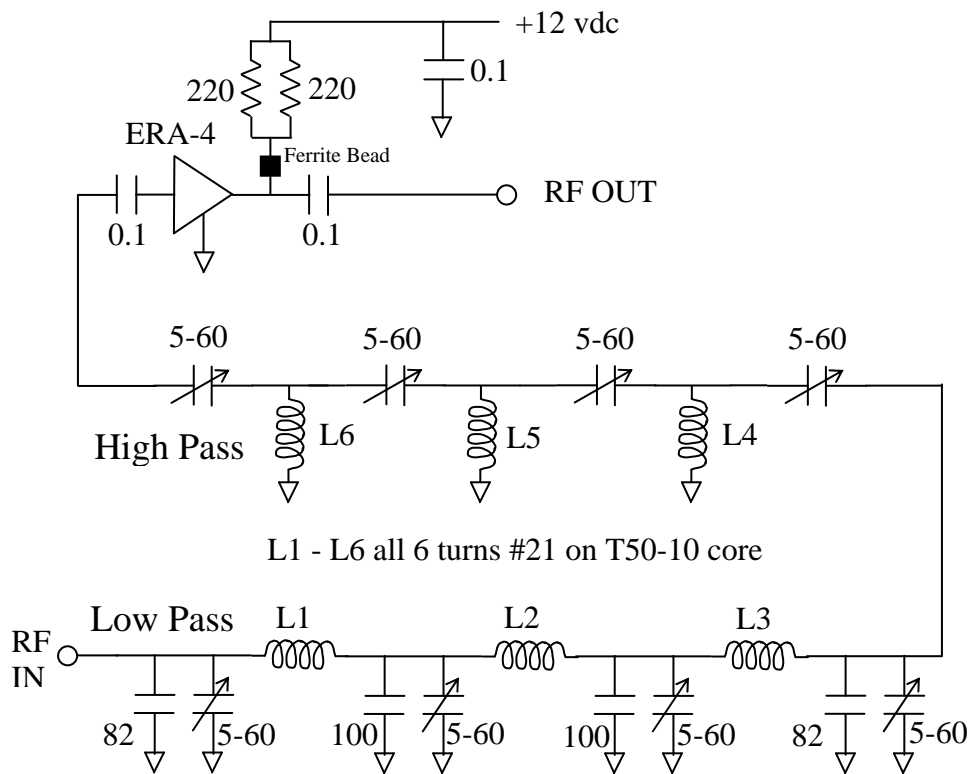 +12 vdc
220
220
0.1
ERA-4
Ferrite Bead
0.1
0.1
RF OUT
5-60
5-60
5-60
5-60
High Pass
L6
L5
L4
L1 - L6 all 6 turns #21 on T50-10 core
Low Pass
L1
L2
L3
RF
IN
82
5-60
100
5-60
100
5-60
82
5-60